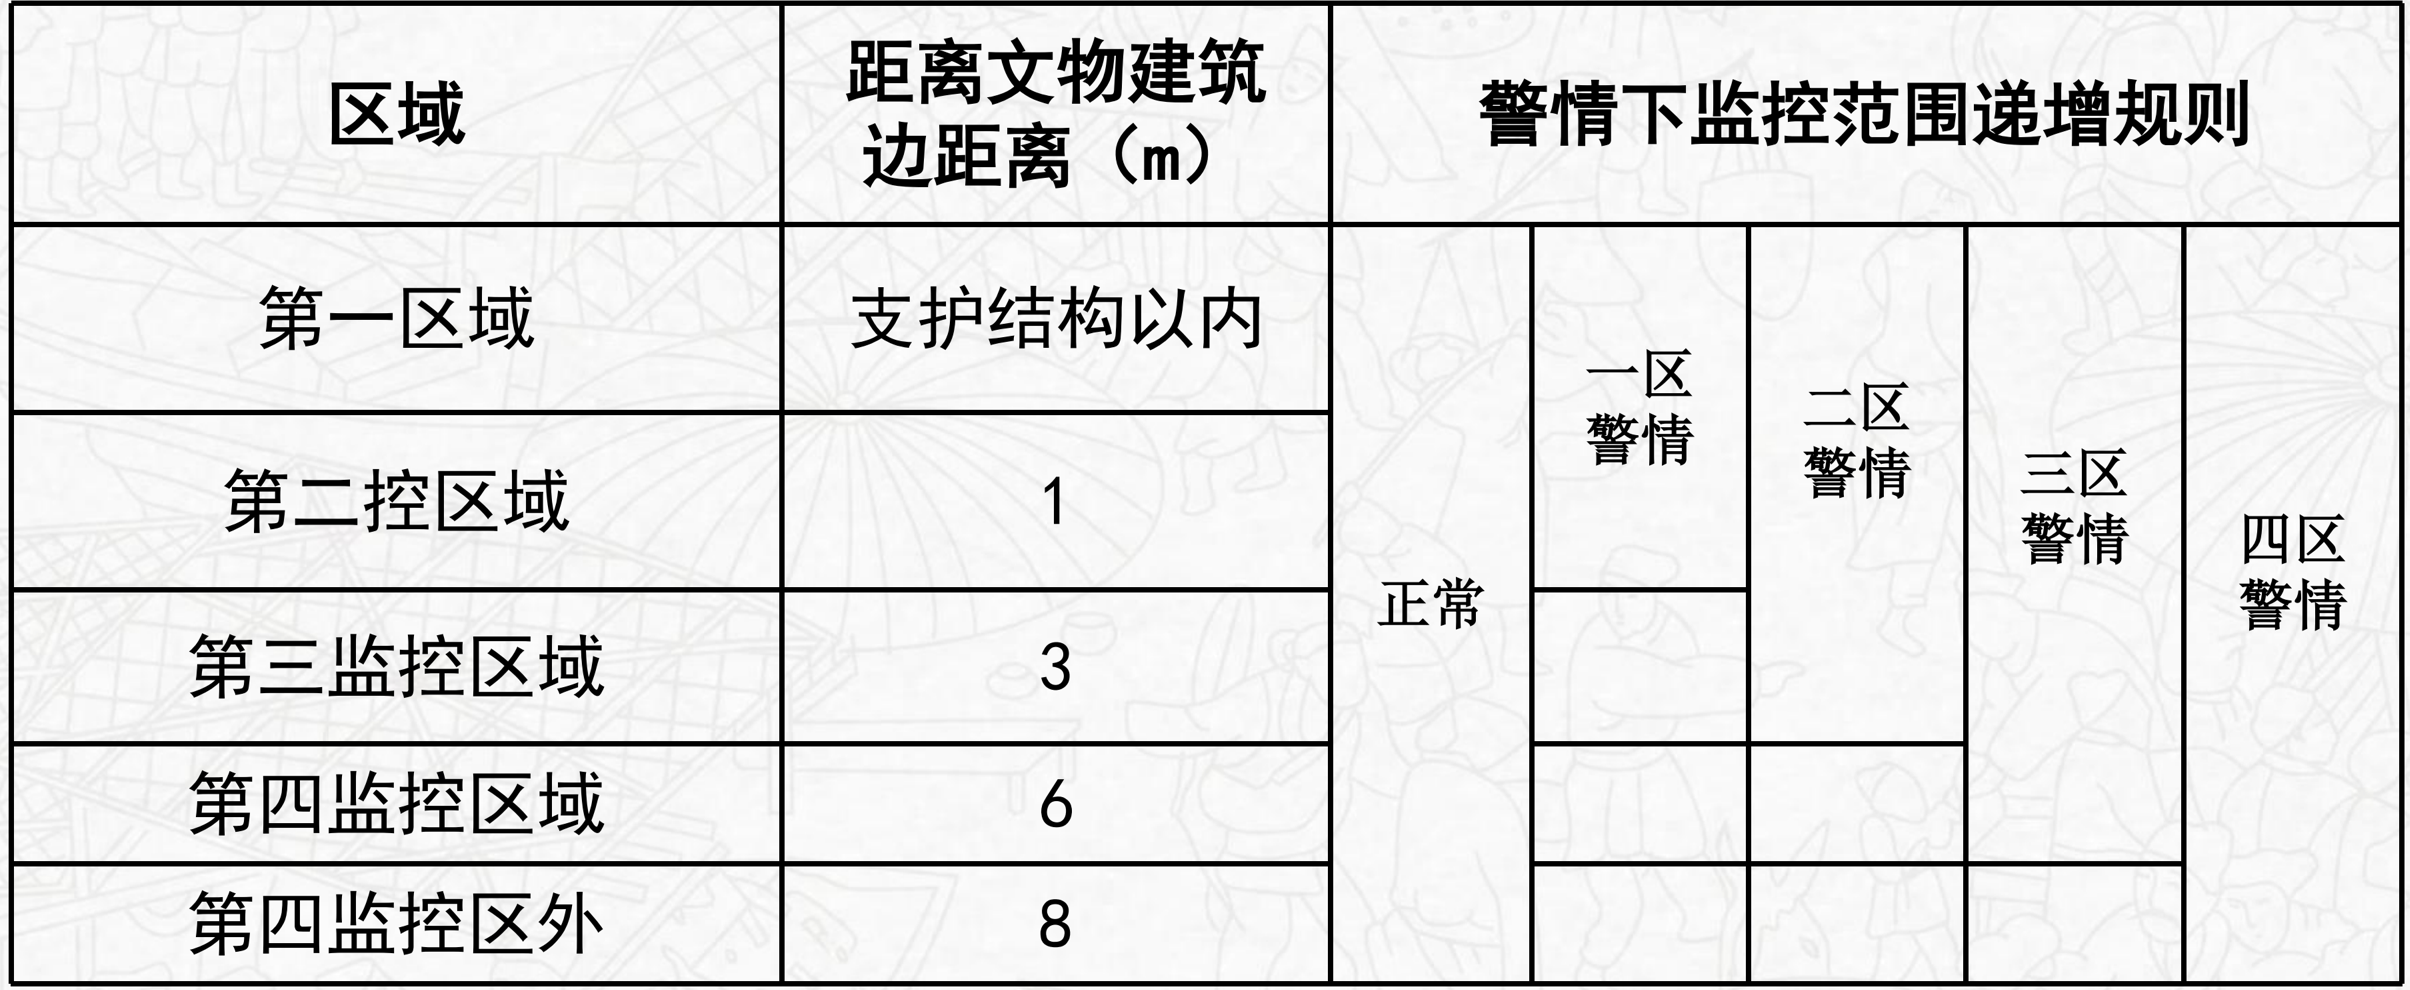 区域
距离文物建筑
边距离（m）
警情下监控范围递增规则
第一区域
支护结构以内
正常
一区
警情
二区
警情
三区
警情
四区
警情
第二控区域
1
第三监控区域
3
第四监控区域
6
第四监控区外
8